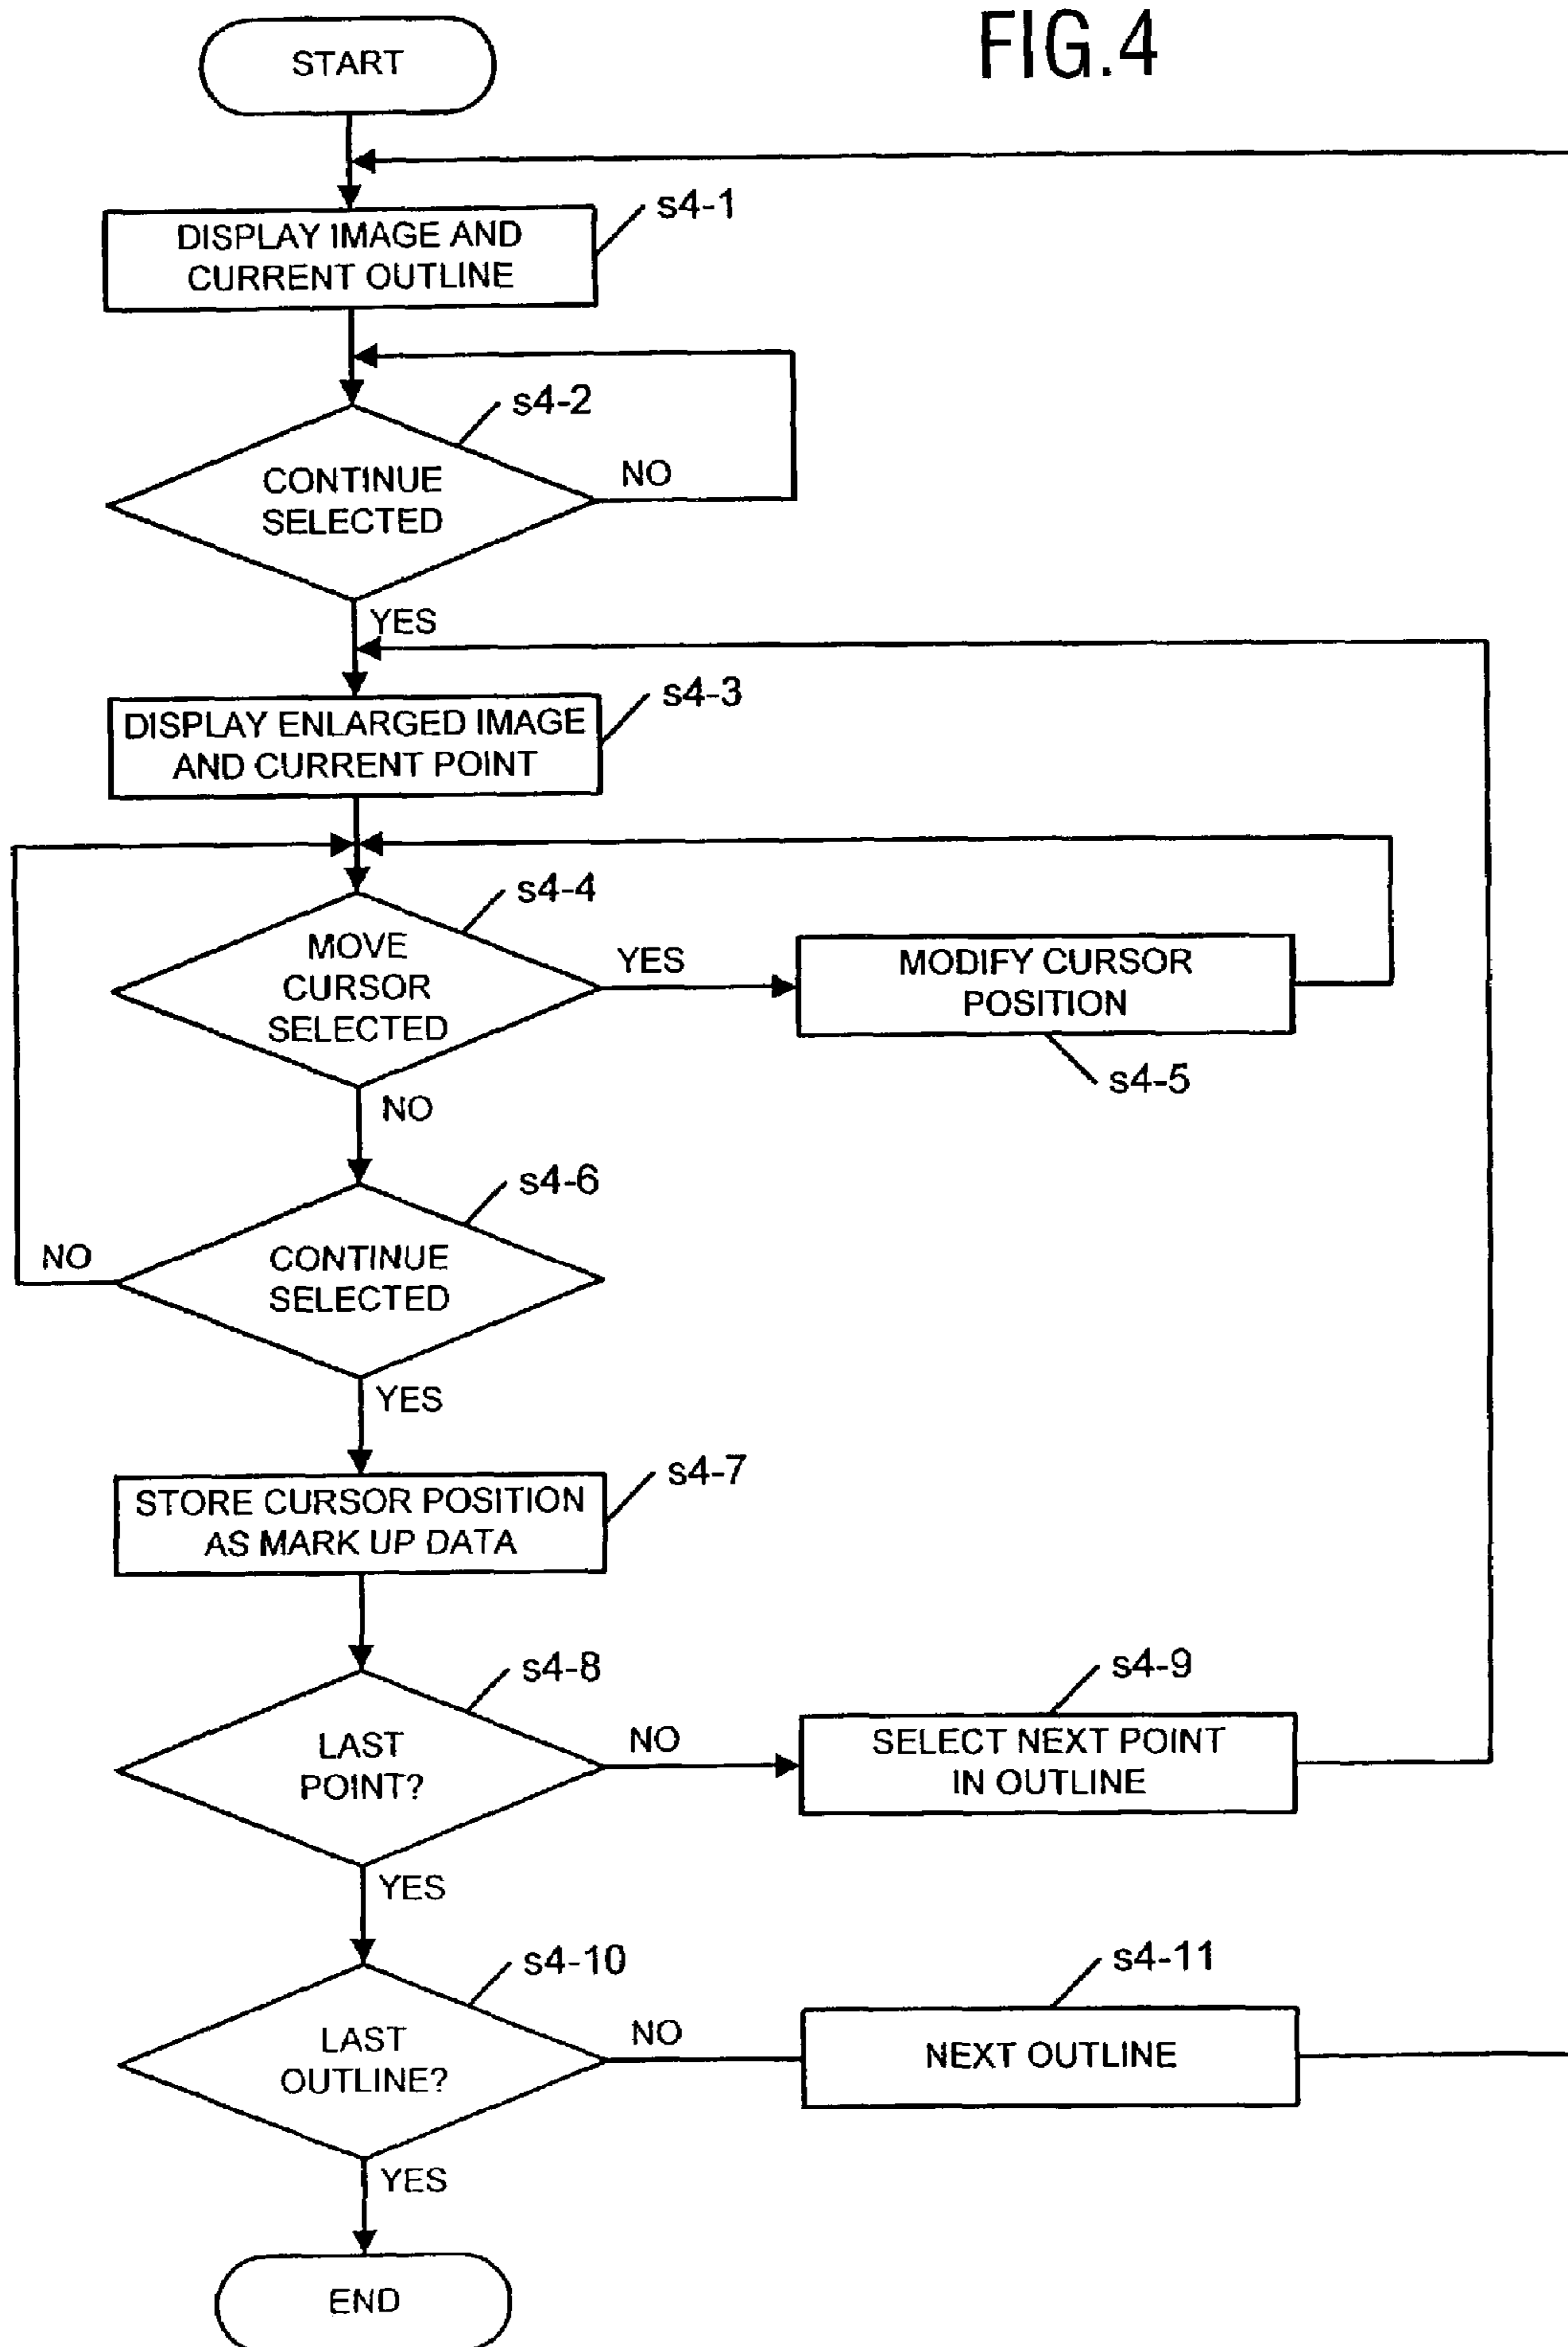 FIG.4
START
s4-1
DISPLAY IMAGE AND
CURRENT OUTLINE
s4-2
CONTINUE
SELECTED
NO
YES
s4-3
DISPLAY ENLARGED IMAGE
AND CURRENT POINT
s4-4
MOVE
CURSOR
SELECTED
YES
MODIFY CURSOR
POSITION
s4-5
NO
s4-6
CONTINUE
SELECTED
NO
YES
s4-7
STORE CURSOR POSITION
AS MARK UP DATA
s4-8
LAST
POINT?
NO
s4-9
SELECT NEXT POINT
IN OUTLINE
YES
s4-10
LAST
OUTLINE?
NO
s4-11
NEXT OUTLINE
YES
END